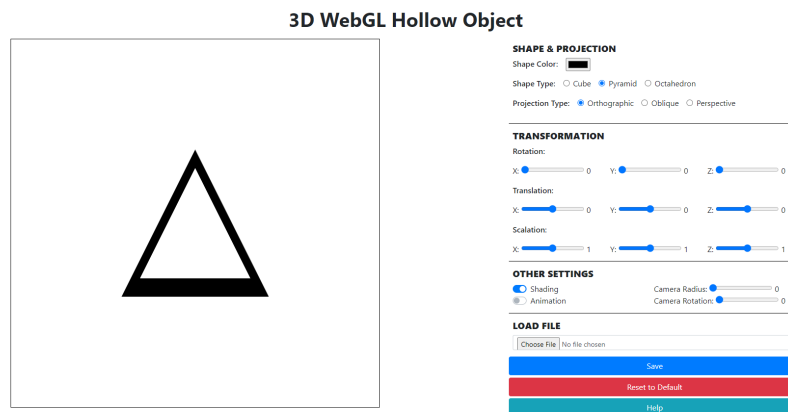 3D WebGL Hollow Object
SHAPE & PROJECTION
Shape Color:
Shape Type: Cube Pyramid Octahedron
Projection Type: Orthographic Oblique Perspective
TRANSFORMATION
Rotation:
X: 0 Y: 0 Z: 0
Translation:
X: 0 Y: 0 Z: 0
Scalation:
X: 1 Y: 1 Z: 1
OTHER SETTINGS
Shading Camera Radius: 0
Animation Camera Rotation: 0
LOAD FILE
Choose File No file chosen
Save
Reset to Default
Help